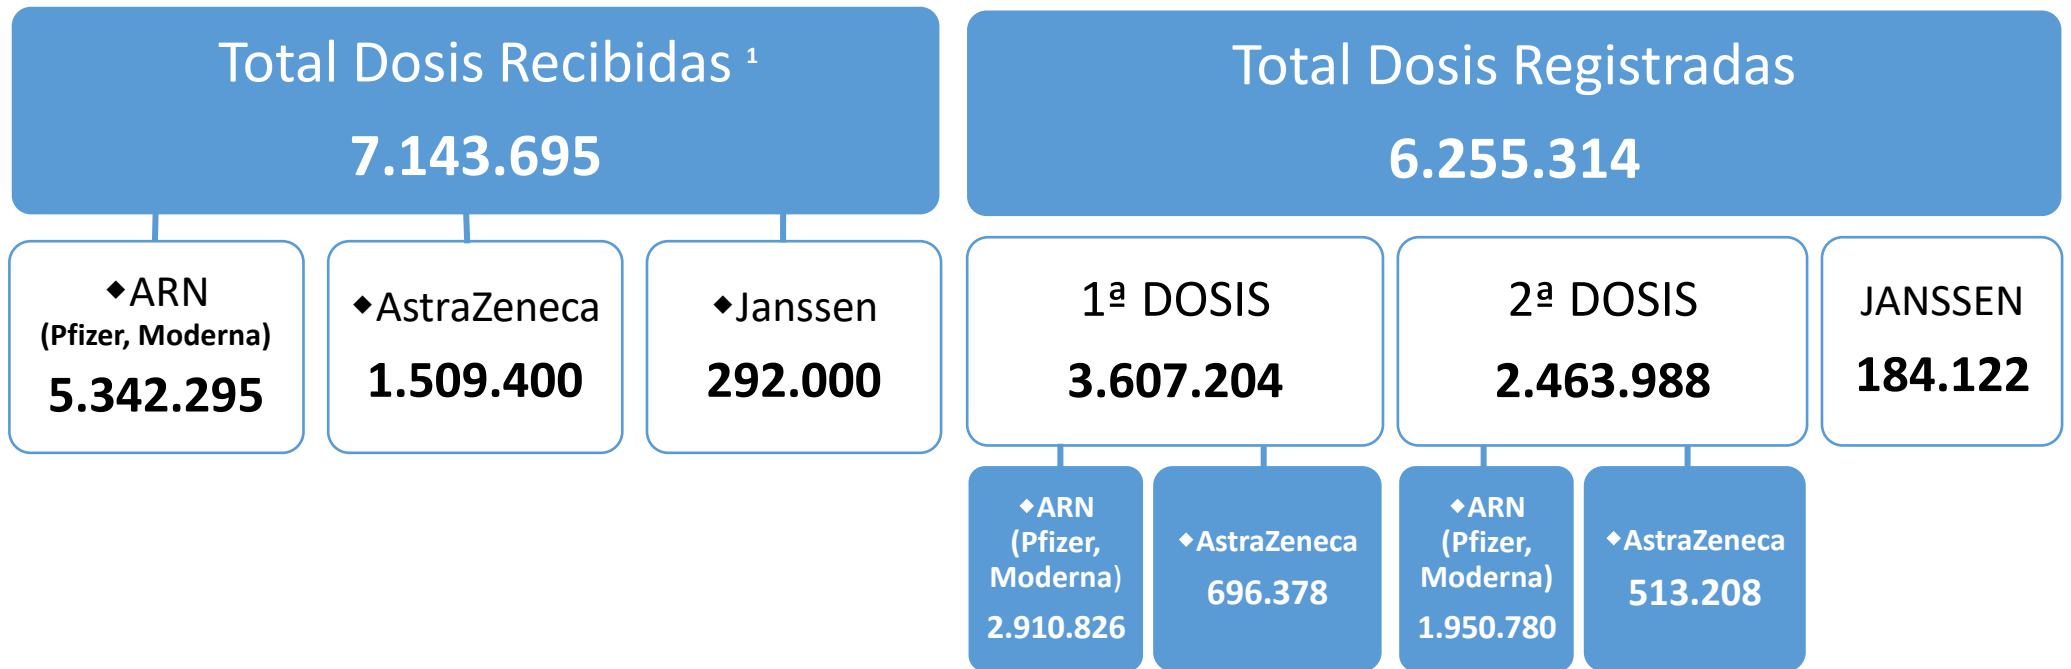 Total Dosis Recibidas ¹
7.143.695
◆ARN
(Pfizer, Moderna)
5.342.295
◆AstraZeneca
1.509.400
◆Janssen
292.000
Total Dosis Registradas
6.255.314
1ª DOSIS
3.607.204
◆ARN
(Pfizer,
Moderna)
2.910.826
◆AstraZeneca
696.378
2ª DOSIS
2.463.988
◆ARN
(Pfizer,
Moderna)
1.950.780
◆AstraZeneca
513.208
JANSSEN
184.122